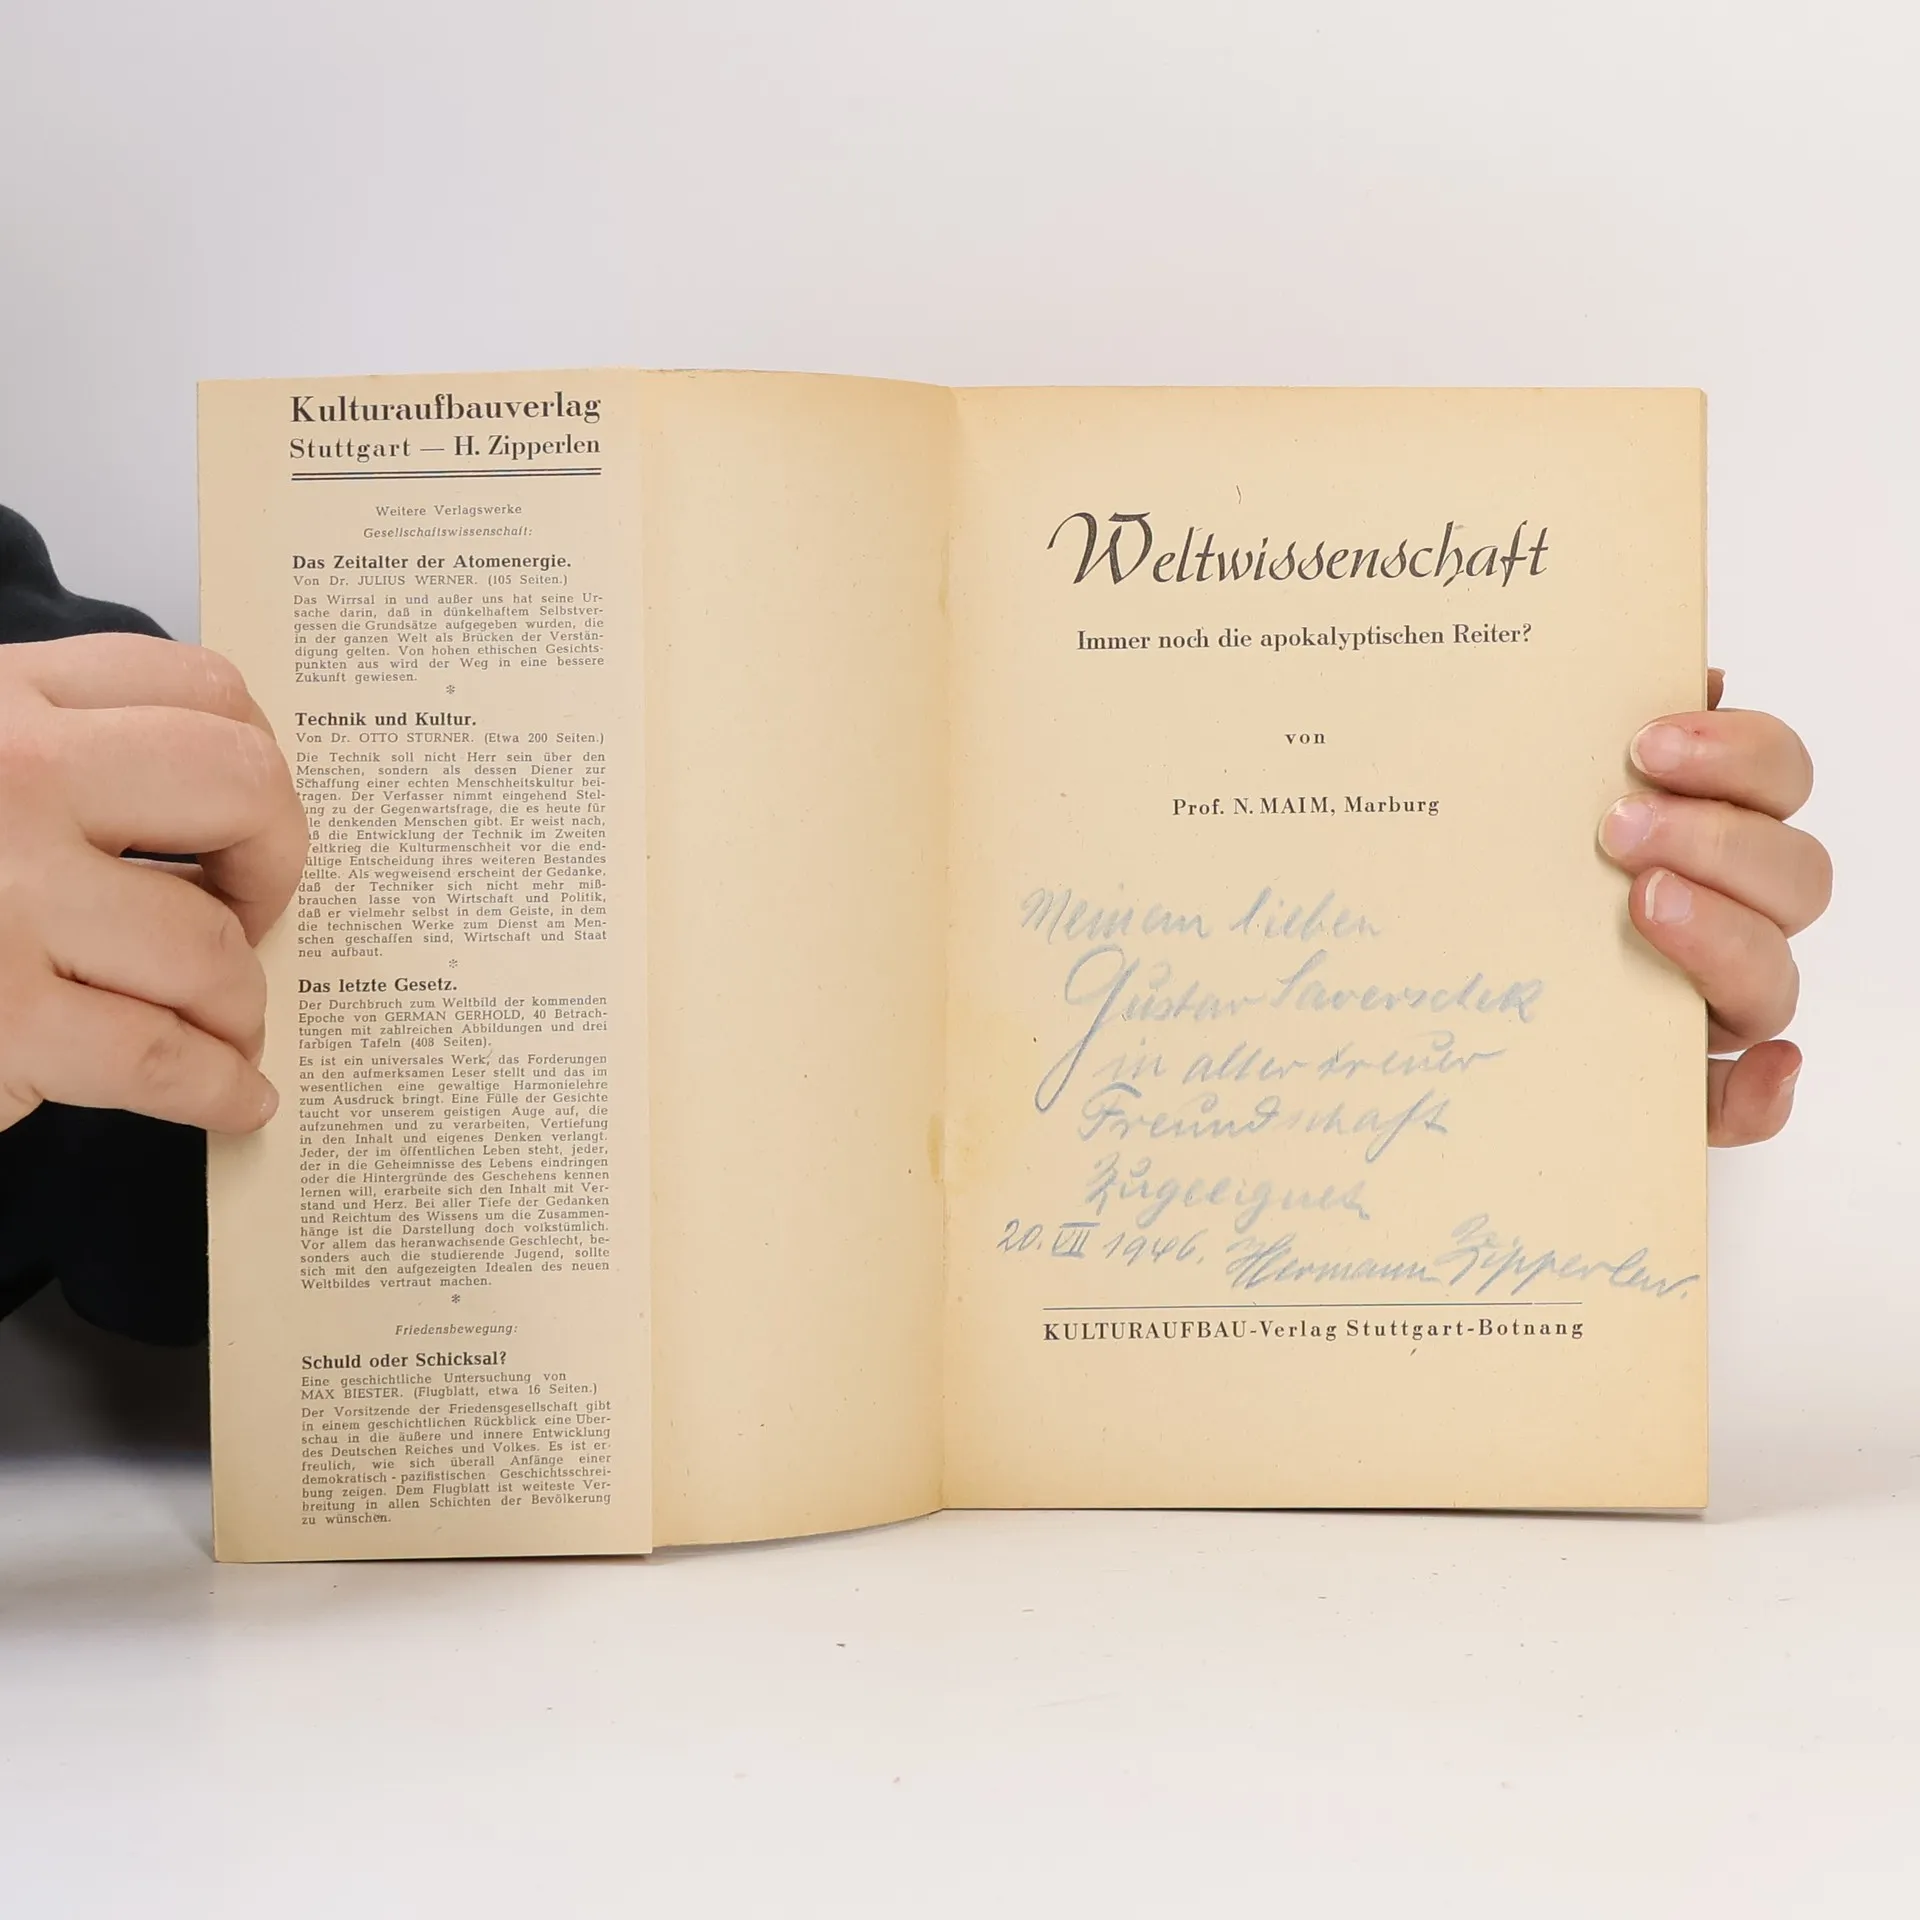 Kulturaufbauverlag
Stuttgart — H. Zipperlen
Weitere Verlagswerke
Gesellschaftswissenschaft:
Das Zeitalter der Atomenergie.
Von Dr. JULIUS WERNER. (105 Seiten.)
Das Wirrsal in und außer uns hat seine Ur-
sache darin, daß in dünkelhaftem Selbstver-
gessen die Grundsätze aufgegeben wurden, die
in der ganzen Welt als Brücken der Verstän-
digung gelten. Von hohen ethischen Gesichts-
punkten aus wird der Weg in eine bessere
Zukunft gewiesen.
*
Technik und Kultur.
Von Dr. OTTO STURNER. (Etwa 200 Seiten.)
Die Technik soll nicht Herr sein über den
Menschen, sondern als dessen Diener zur
Schaffung einer echten Menschheitskultur bei-
tragen. Der Verfasser nimmt eingehend Stel-
ung zu der Gegenwartsfrage, die es heute für
le denkenden Menschen gibt. Er weist nach,
aß die Entwicklung der Technik im Zweiten
eltkrieg die Kulturmenschheit vor die end-
ültige Entscheidung ihres weiteren Bestandes
tellte. Als wegweisend erscheint der Gedanke,
daß der Techniker sich nicht mehr miß-
brauchen lasse von Wirtschaft und Politik,
daß er vielmehr selbst in dem Geiste, in dem
die technischen Werke zum Dienst am Men-
schen geschaffen sind, Wirtschaft und Staat
neu aufbaut.
*
Das letzte Gesetz.
Der Durchbruch zum Weltbild der kommenden
Epoche von GERMAN GERHOLD, 40 Betrach-
tungen mit zahlreichen Abbildungen und drei
farbigen Tafeln (408 Seiten).
Es ist ein universales Werk, das Forderungen
an den aufmerksamen Leser stellt und das im
wesentlichen eine gewaltige Harmonielehre
zum Ausdruck bringt. Eine Fülle der Gesichte
taucht vor unserem geistigen Auge auf, die
aufzunehmen und zu verarbeiten, Vertiefung
in den Inhalt und eigenes Denken verlangt.
Jeder, der im öffentlichen Leben steht, jeder,
der in die Geheimnisse des Lebens eindringen
oder die Hintergründe des Geschehens kennen
lernen will, erarbeite sich den Inhalt mit Ver-
stand und Herz. Bei aller Tiefe der Gedanken
und Reichtum des Wissens um die Zusammen-
hänge ist die Darstellung doch volkstümlich.
Vor allem das heranwachsende Geschlecht, be-
sonders auch die studierende Jugend, sollte
sich mit den aufgezeigten Idealen des neuen
Weltbildes vertraut machen.
*
Friedensbewegung:
Schuld oder Schicksal?
Eine geschichtliche Untersuchung von
MAX BIESTER. (Flugblatt, etwa 16 Seiten.)
Der Vorsitzende der Friedensgesellschaft gibt
in einem geschichtlichen Rückblick eine Über-
schau in die äußere und innere Entwicklung
des Deutschen Reiches und Volkes. Es ist er-
freulich, wie sich überall Anfänge einer
demokratisch-pazifistischen Geschichtsschrei-
bung zeigen. Dem Flugblatt ist weiteste Ver-
breitung in allen Schichten der Bevölkerung
zu wünschen.
Weltwissenschaft
Immer noch die apokalyptischen Reiter?
von
Prof. N. MAIM, Marburg
Meinem lieben
Gustav
in alter treuer
Freundschaft
Zugeeignet
20. VII 1946. Hermann Zipperlen.
KULTURAUFBAU-Verlag Stuttgart-Botnang